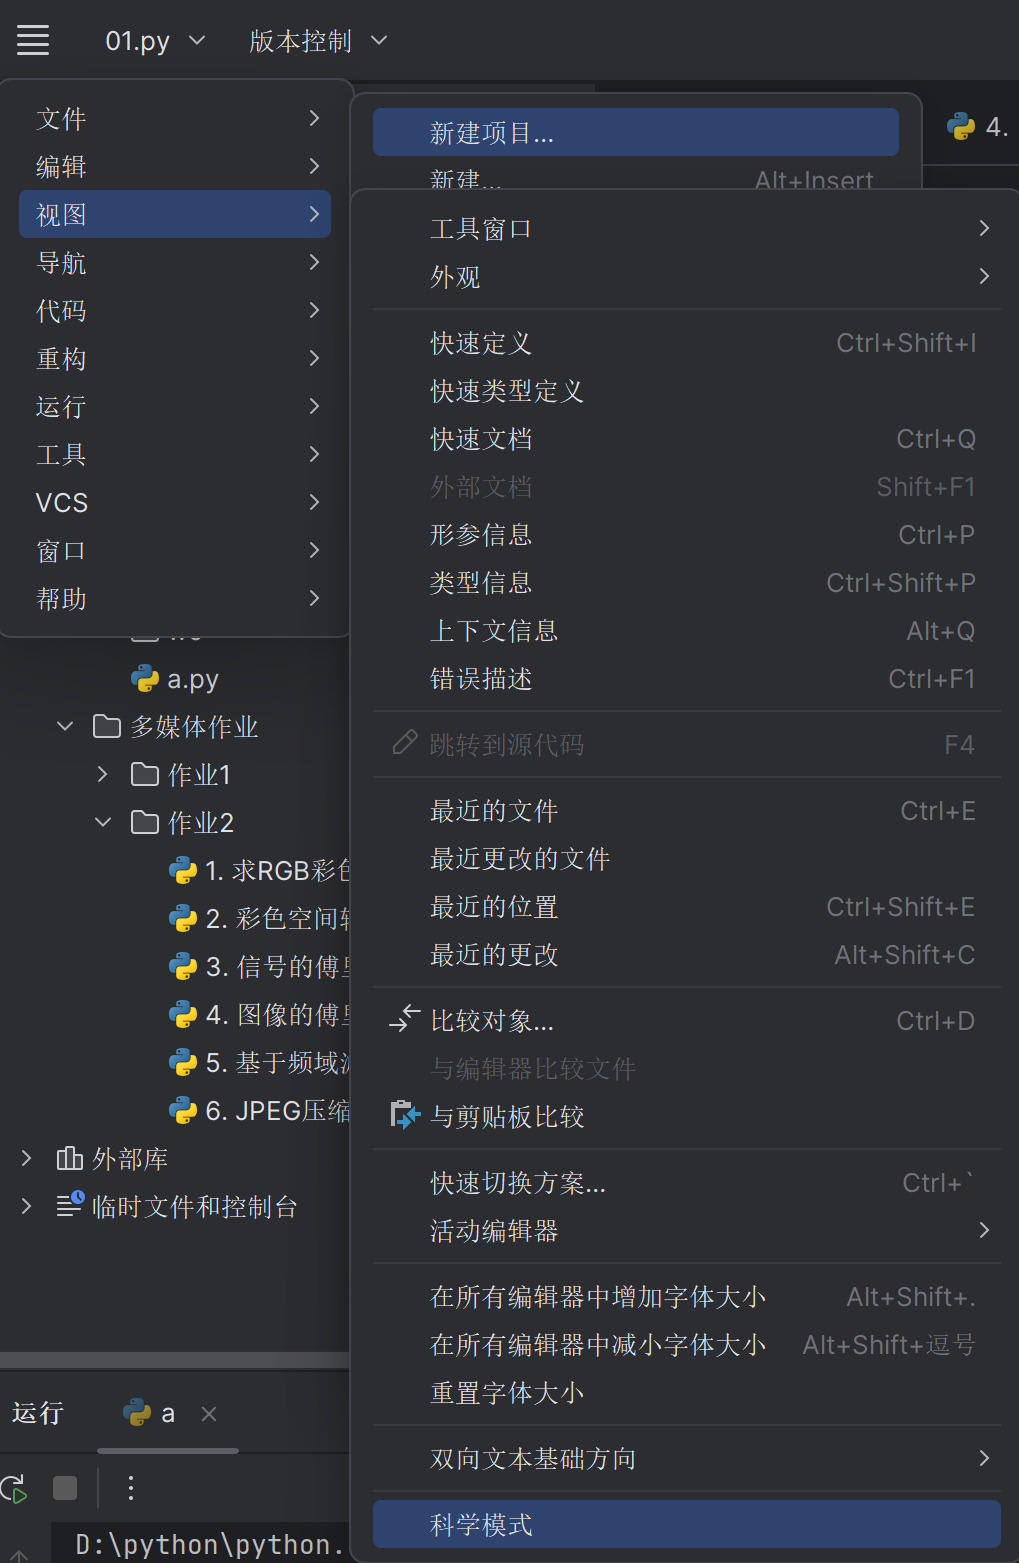 01.py 版本控制
文件
编辑
视图
导航
代码
重构
运行
工具
VCS
窗口
帮助
新建项目...
新建... Alt+Insert
4.
工具窗口
外观
快速定义 Ctrl+Shift+I
快速类型定义
快速文档 Ctrl+Q
外部文档 Shift+F1
形参信息 Ctrl+P
类型信息 Ctrl+Shift+P
上下文信息 Alt+Q
错误描述 Ctrl+F1
跳转到源代码 F4
最近的文件 Ctrl+E
最近更改的文件
最近的位置 Ctrl+Shift+E
最近的更改 Alt+Shift+C
比较对象... Ctrl+D
与编辑器比较文件
与剪贴板比较
快速切换方案... Ctrl+`
活动编辑器
在所有编辑器中增加字体大小 Alt+Shift+.
在所有编辑器中减小字体大小 Alt+Shift+逗号
重置字体大小
双向文本基础方向
科学模式
a.py
多媒体作业
作业1
作业2
1. 求RGB彩色
2. 彩色空间转
3. 信号的傅里
4. 图像的傅里
5. 基于频域滤
6. JPEG压缩
外部库
临时文件和控制台
运行 a
D:\python\python.